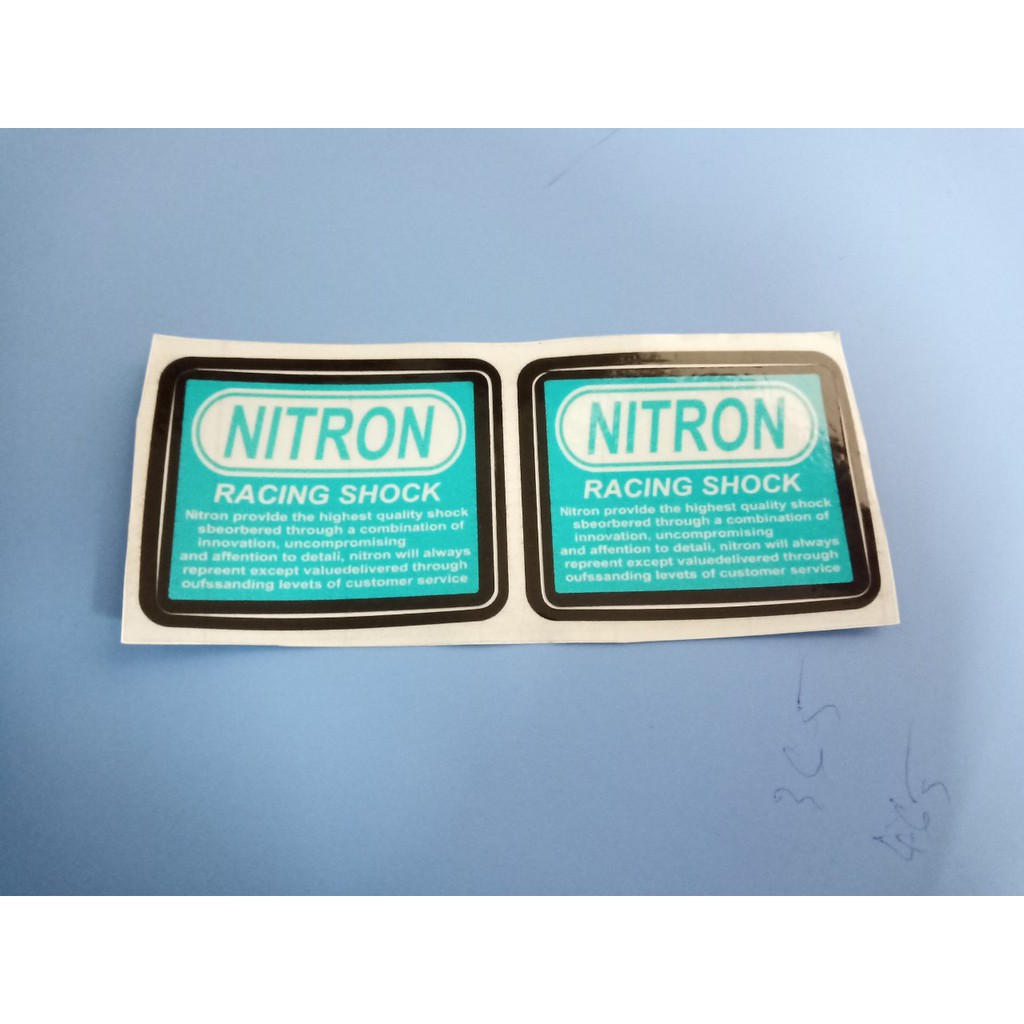 NITRON
RACING SHOCK
Nitron provIde the highest quality shock
sbeorbered through a combination of
innovation, uncompromising
and affention to detali, nitron will always
repreent except valuedelivered through
oufssanding levets of customer service
NITRON
RACING SHOCK
Nitron provIde the highest quality shock
sbeorbered through a combination of
innovation, uncompromising
and affention to detali, nitron will always
repreent except valuedelivered through
oufssanding levets of customer service